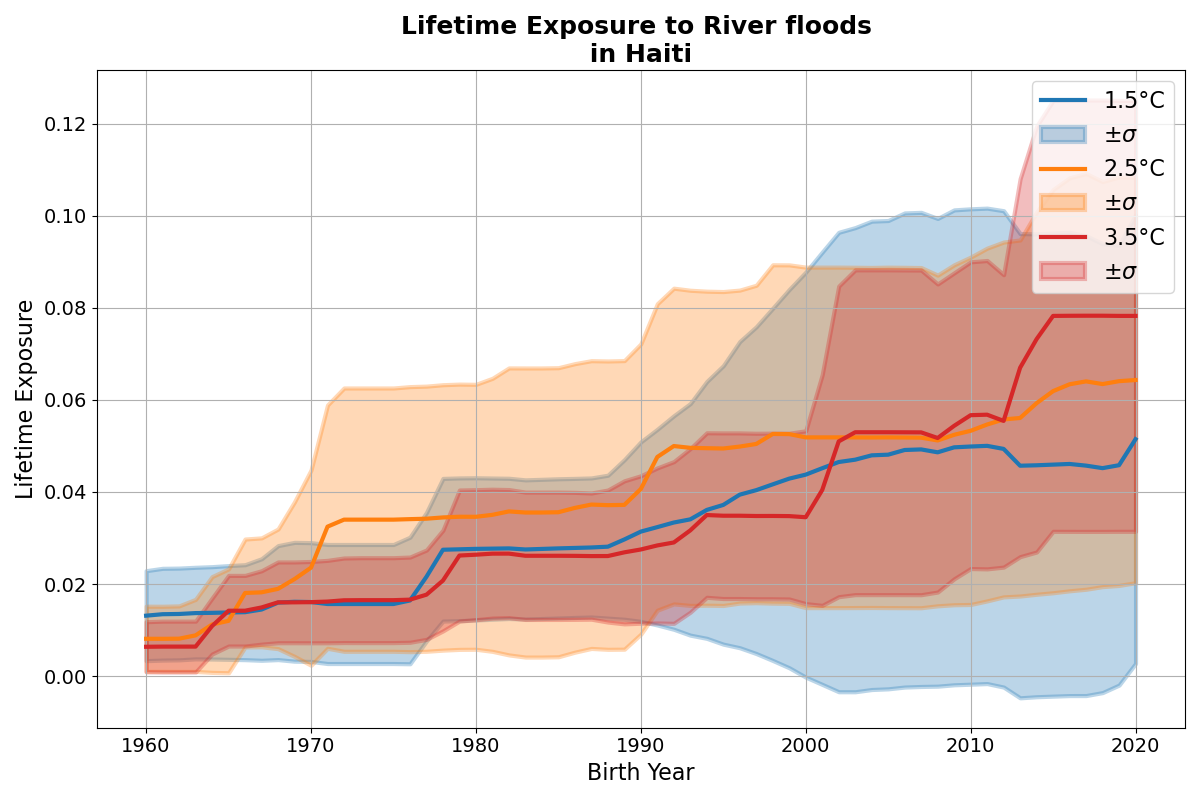 Lifetime Exposure to River floods
in Haiti
Lifetime Exposure
0.12
0.10
0.08
0.06
0.04
0.02
0.00
1.5°C
±σ
2.5°C
±σ
3.5°C
±σ
1960 1970 1980 1990 2000 2010 2020
Birth Year